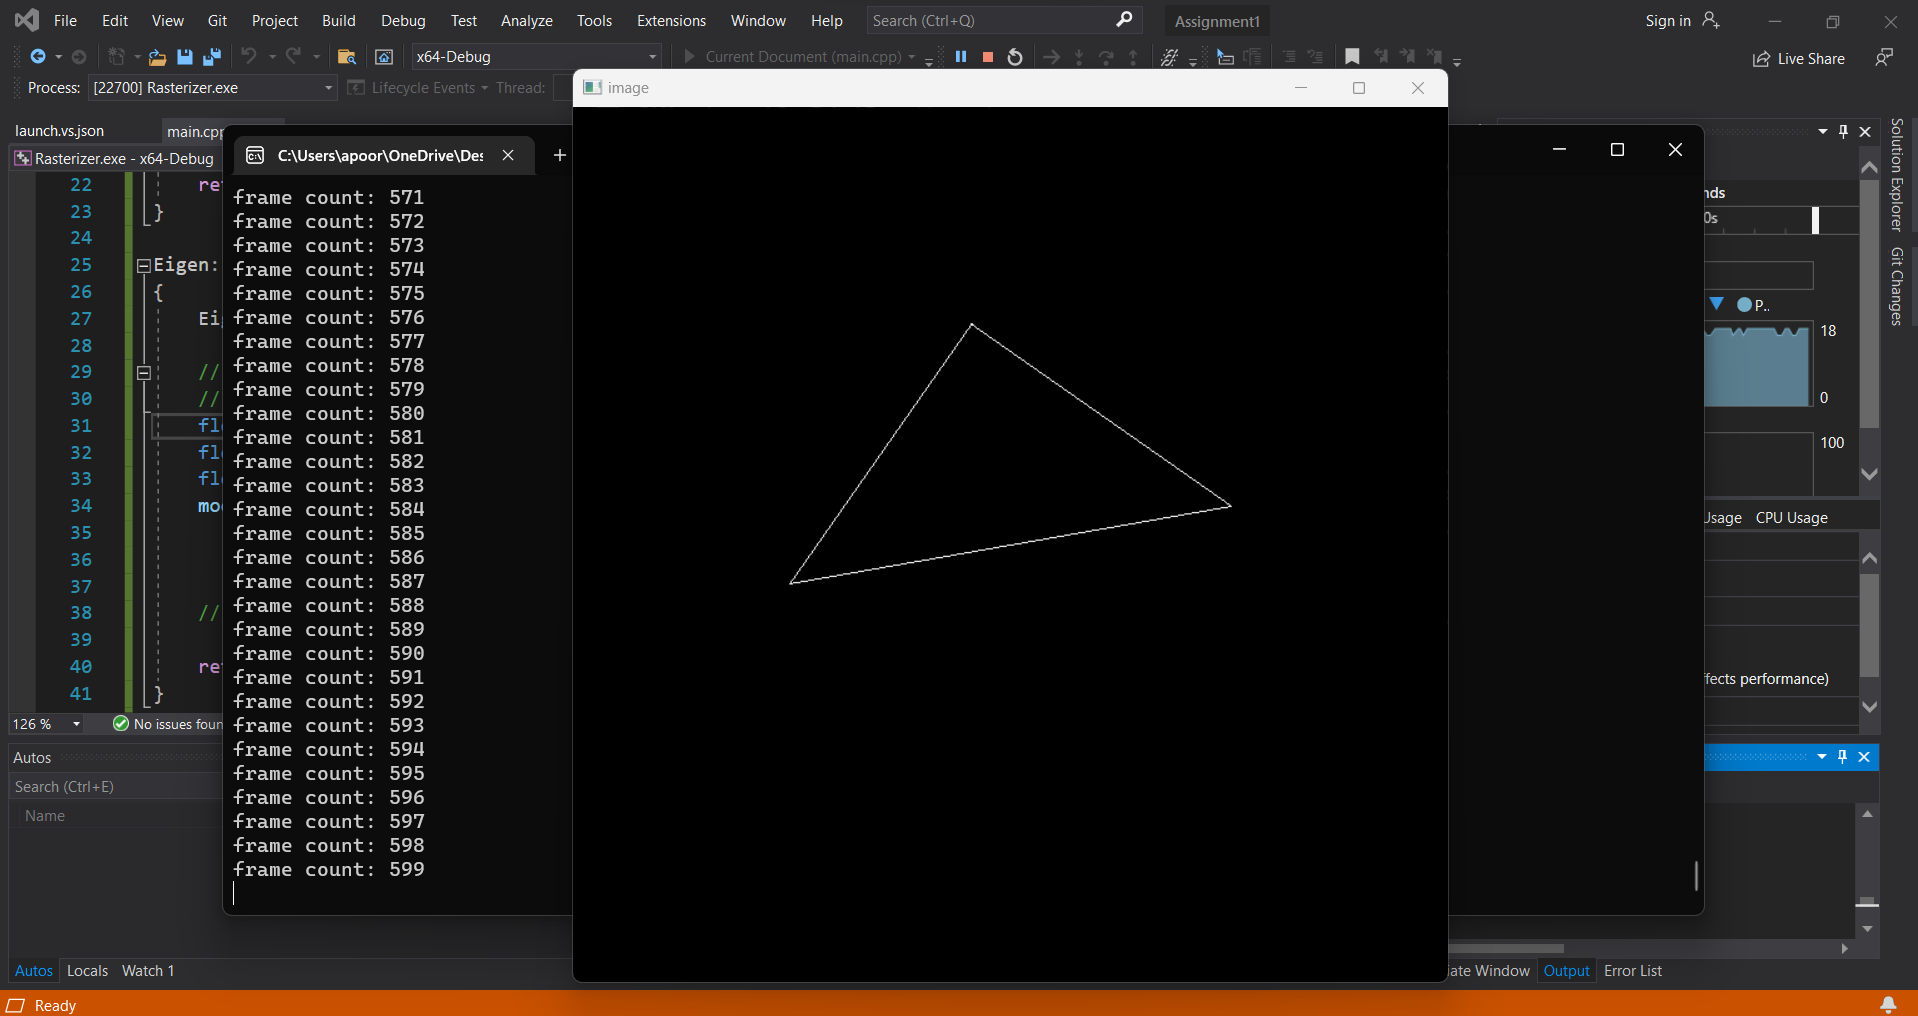 File Edit View Git Project Build Debug Test Analyze Tools Extensions Window Help Search (Ctrl+Q) Assignment1 Sign in
x64-Debug Current Document (main.cpp) Live Share
Process: [22700] Rasterizer.exe Lifecycle Events Thread:
image
launch.vs.json main.cpp
Rasterizer.exe - x64-Debug
C:\Users\apoor\OneDrive\Des
22 re
23 }
24
25 Eigen:
26 {
27 Ei
28
29 //
30 //
31 fl
32 fl
33 fl
34 mo
35
36
37
38 //
39
40 re
41 }
126 % No issues foun
frame count: 571
frame count: 572
frame count: 573
frame count: 574
frame count: 575
frame count: 576
frame count: 577
frame count: 578
frame count: 579
frame count: 580
frame count: 581
frame count: 582
frame count: 583
frame count: 584
frame count: 585
frame count: 586
frame count: 587
frame count: 588
frame count: 589
frame count: 590
frame count: 591
frame count: 592
frame count: 593
frame count: 594
frame count: 595
frame count: 596
frame count: 597
frame count: 598
frame count: 599
nds
0s
P..
18
0
100
Usage CPU Usage
ffects performance)
Solution Explorer
Git Changes
Autos
Search (Ctrl+E)
Name
Autos Locals Watch 1
ate Window Output Error List
Ready